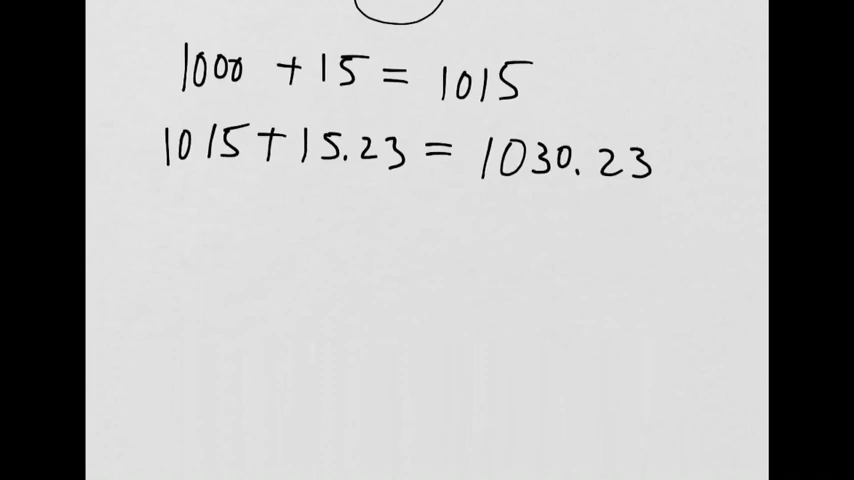 1000 + 15 = 1015
1015 + 15.23 = 1030.23